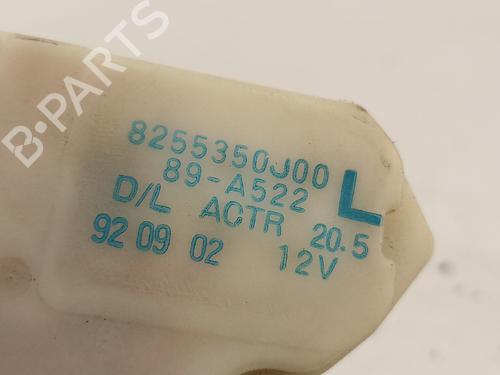 B-PARTS
8255350J00
89-A522 L
D/L ACTR 20.5
92 09 02 12V